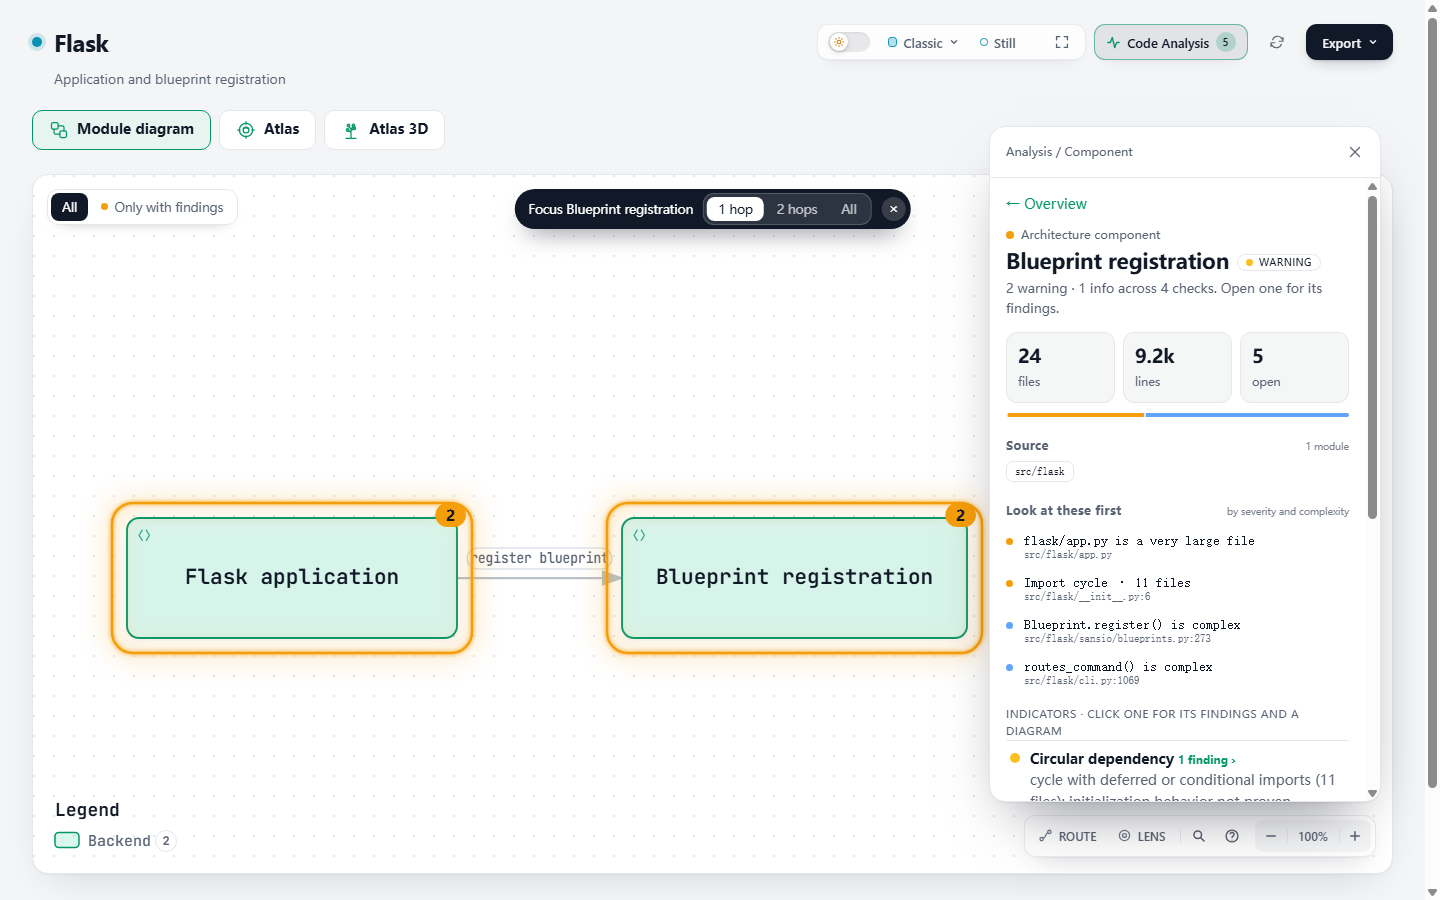 Flask
Application and blueprint registration
Classic
Still
Code Analysis 5
Export
Module diagram
Atlas
Atlas 3D
All
Only with findings
Focus Blueprint registration
1 hop
2 hops
All
Flask application
2
register blueprint
Blueprint registration
2
Legend
Backend 2
Analysis / Component
← Overview
Architecture component
Blueprint registration
WARNING
2 warning · 1 info across 4 checks. Open one for its
findings.
24
files
9.2k
lines
5
open
Source
1 module
src/flask
Look at these first
by severity and complexity
flask/app.py is a very large file
src/flask/app.py
Import cycle · 11 files
src/flask/__init__.py:6
Blueprint.register() is complex
src/flask/sansio/blueprints.py:273
routes_command() is complex
src/flask/cli.py:1069
INDICATORS · CLICK ONE FOR ITS FINDINGS AND A
DIAGRAM
Circular dependency 1 finding ›
cycle with deferred or conditional imports (11
files); initialization behavior not proven
ROUTE
LENS
100%